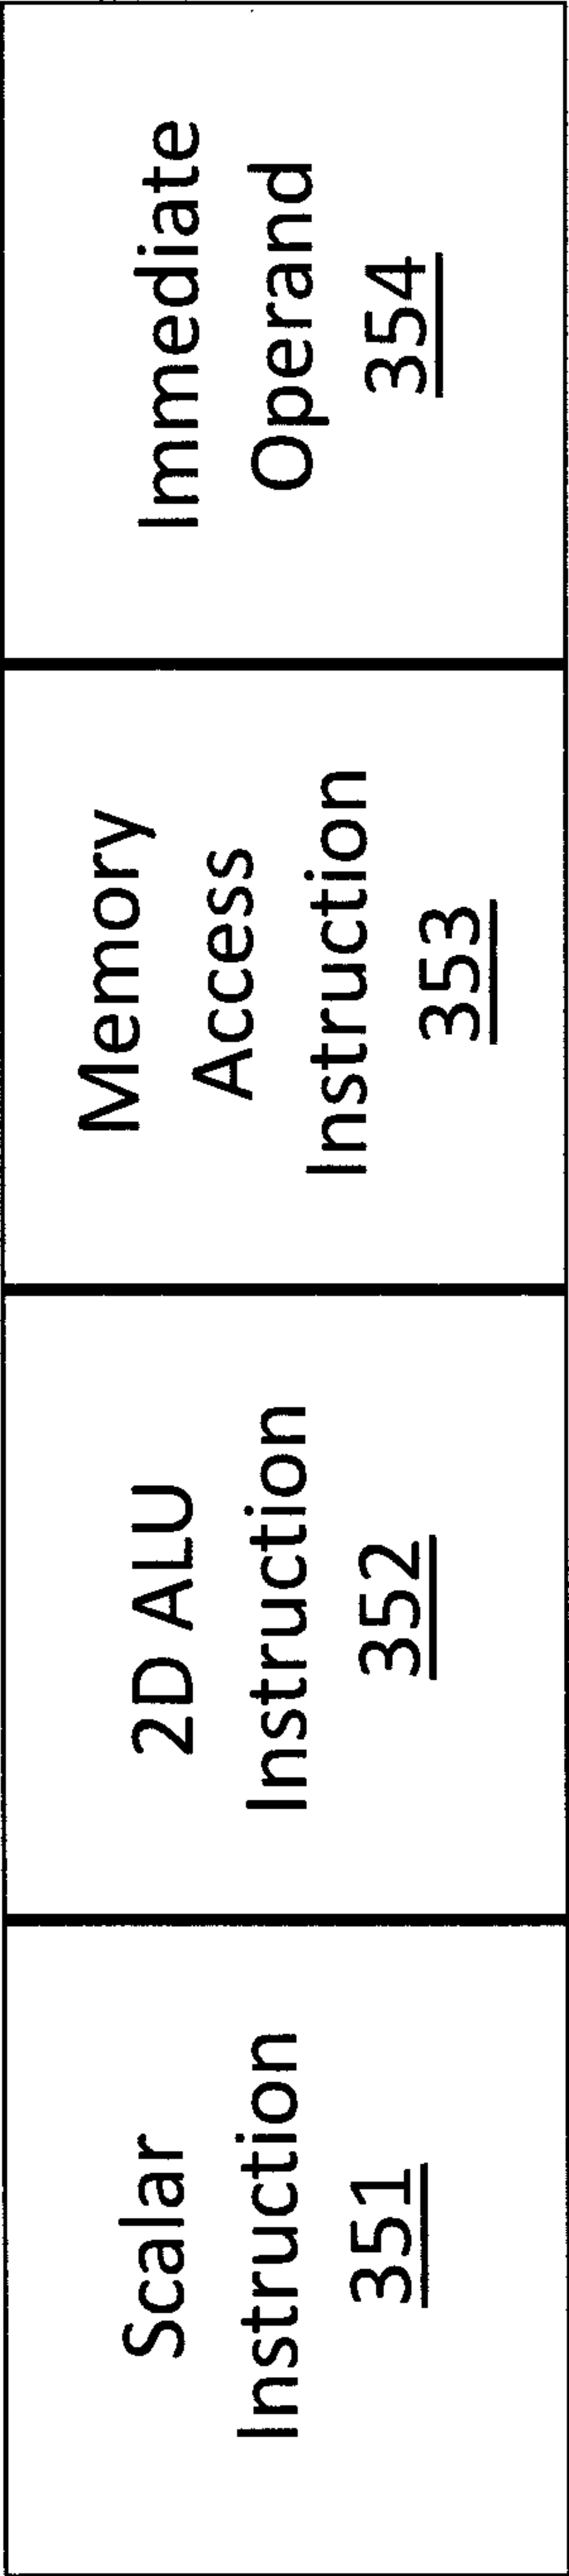 Scalar
Instruction
351
2D ALU
Instruction
352
Memory
Access
Instruction
353
Immediate
Operand
354